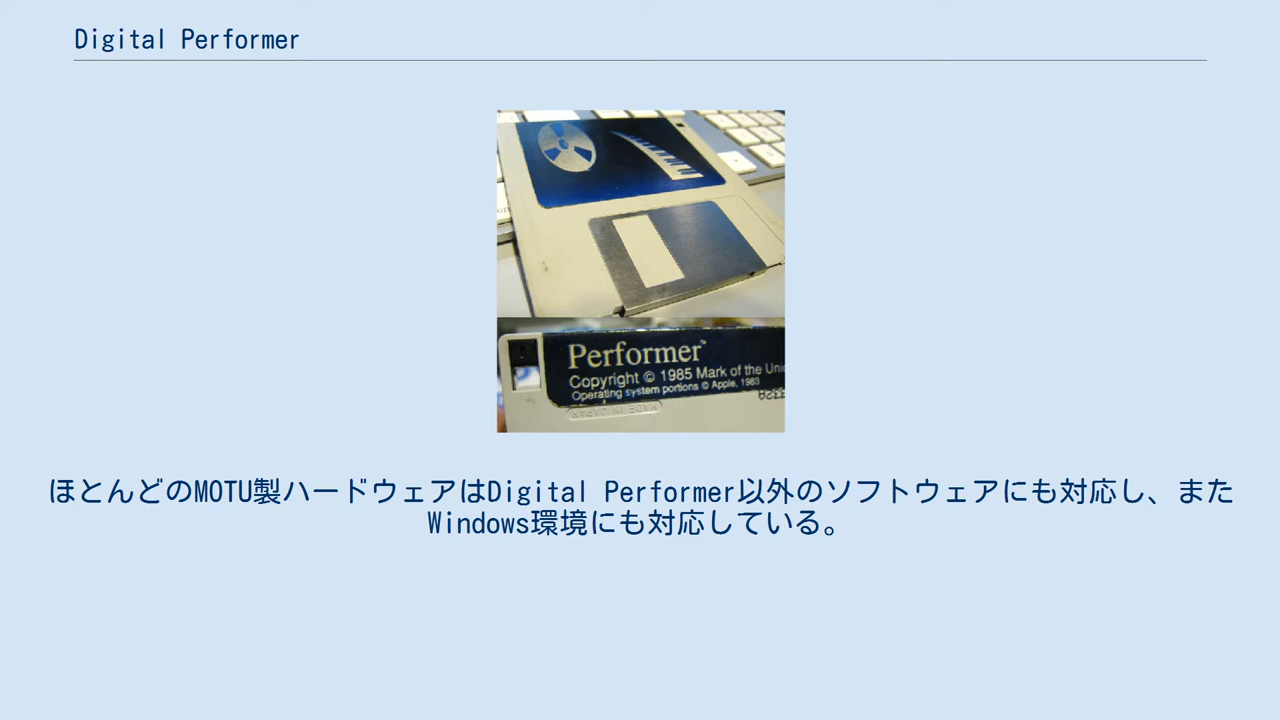 Digital Performer
Performer™
Copyright © 1985 Mark of the
Operating system portions © Apple, 1983
MADE IN JAPAN
ほとんどのMOTU製ハードウェアはDigital Performer以外のソフトウェアにも対応し、また
Windows環境にも対応している。